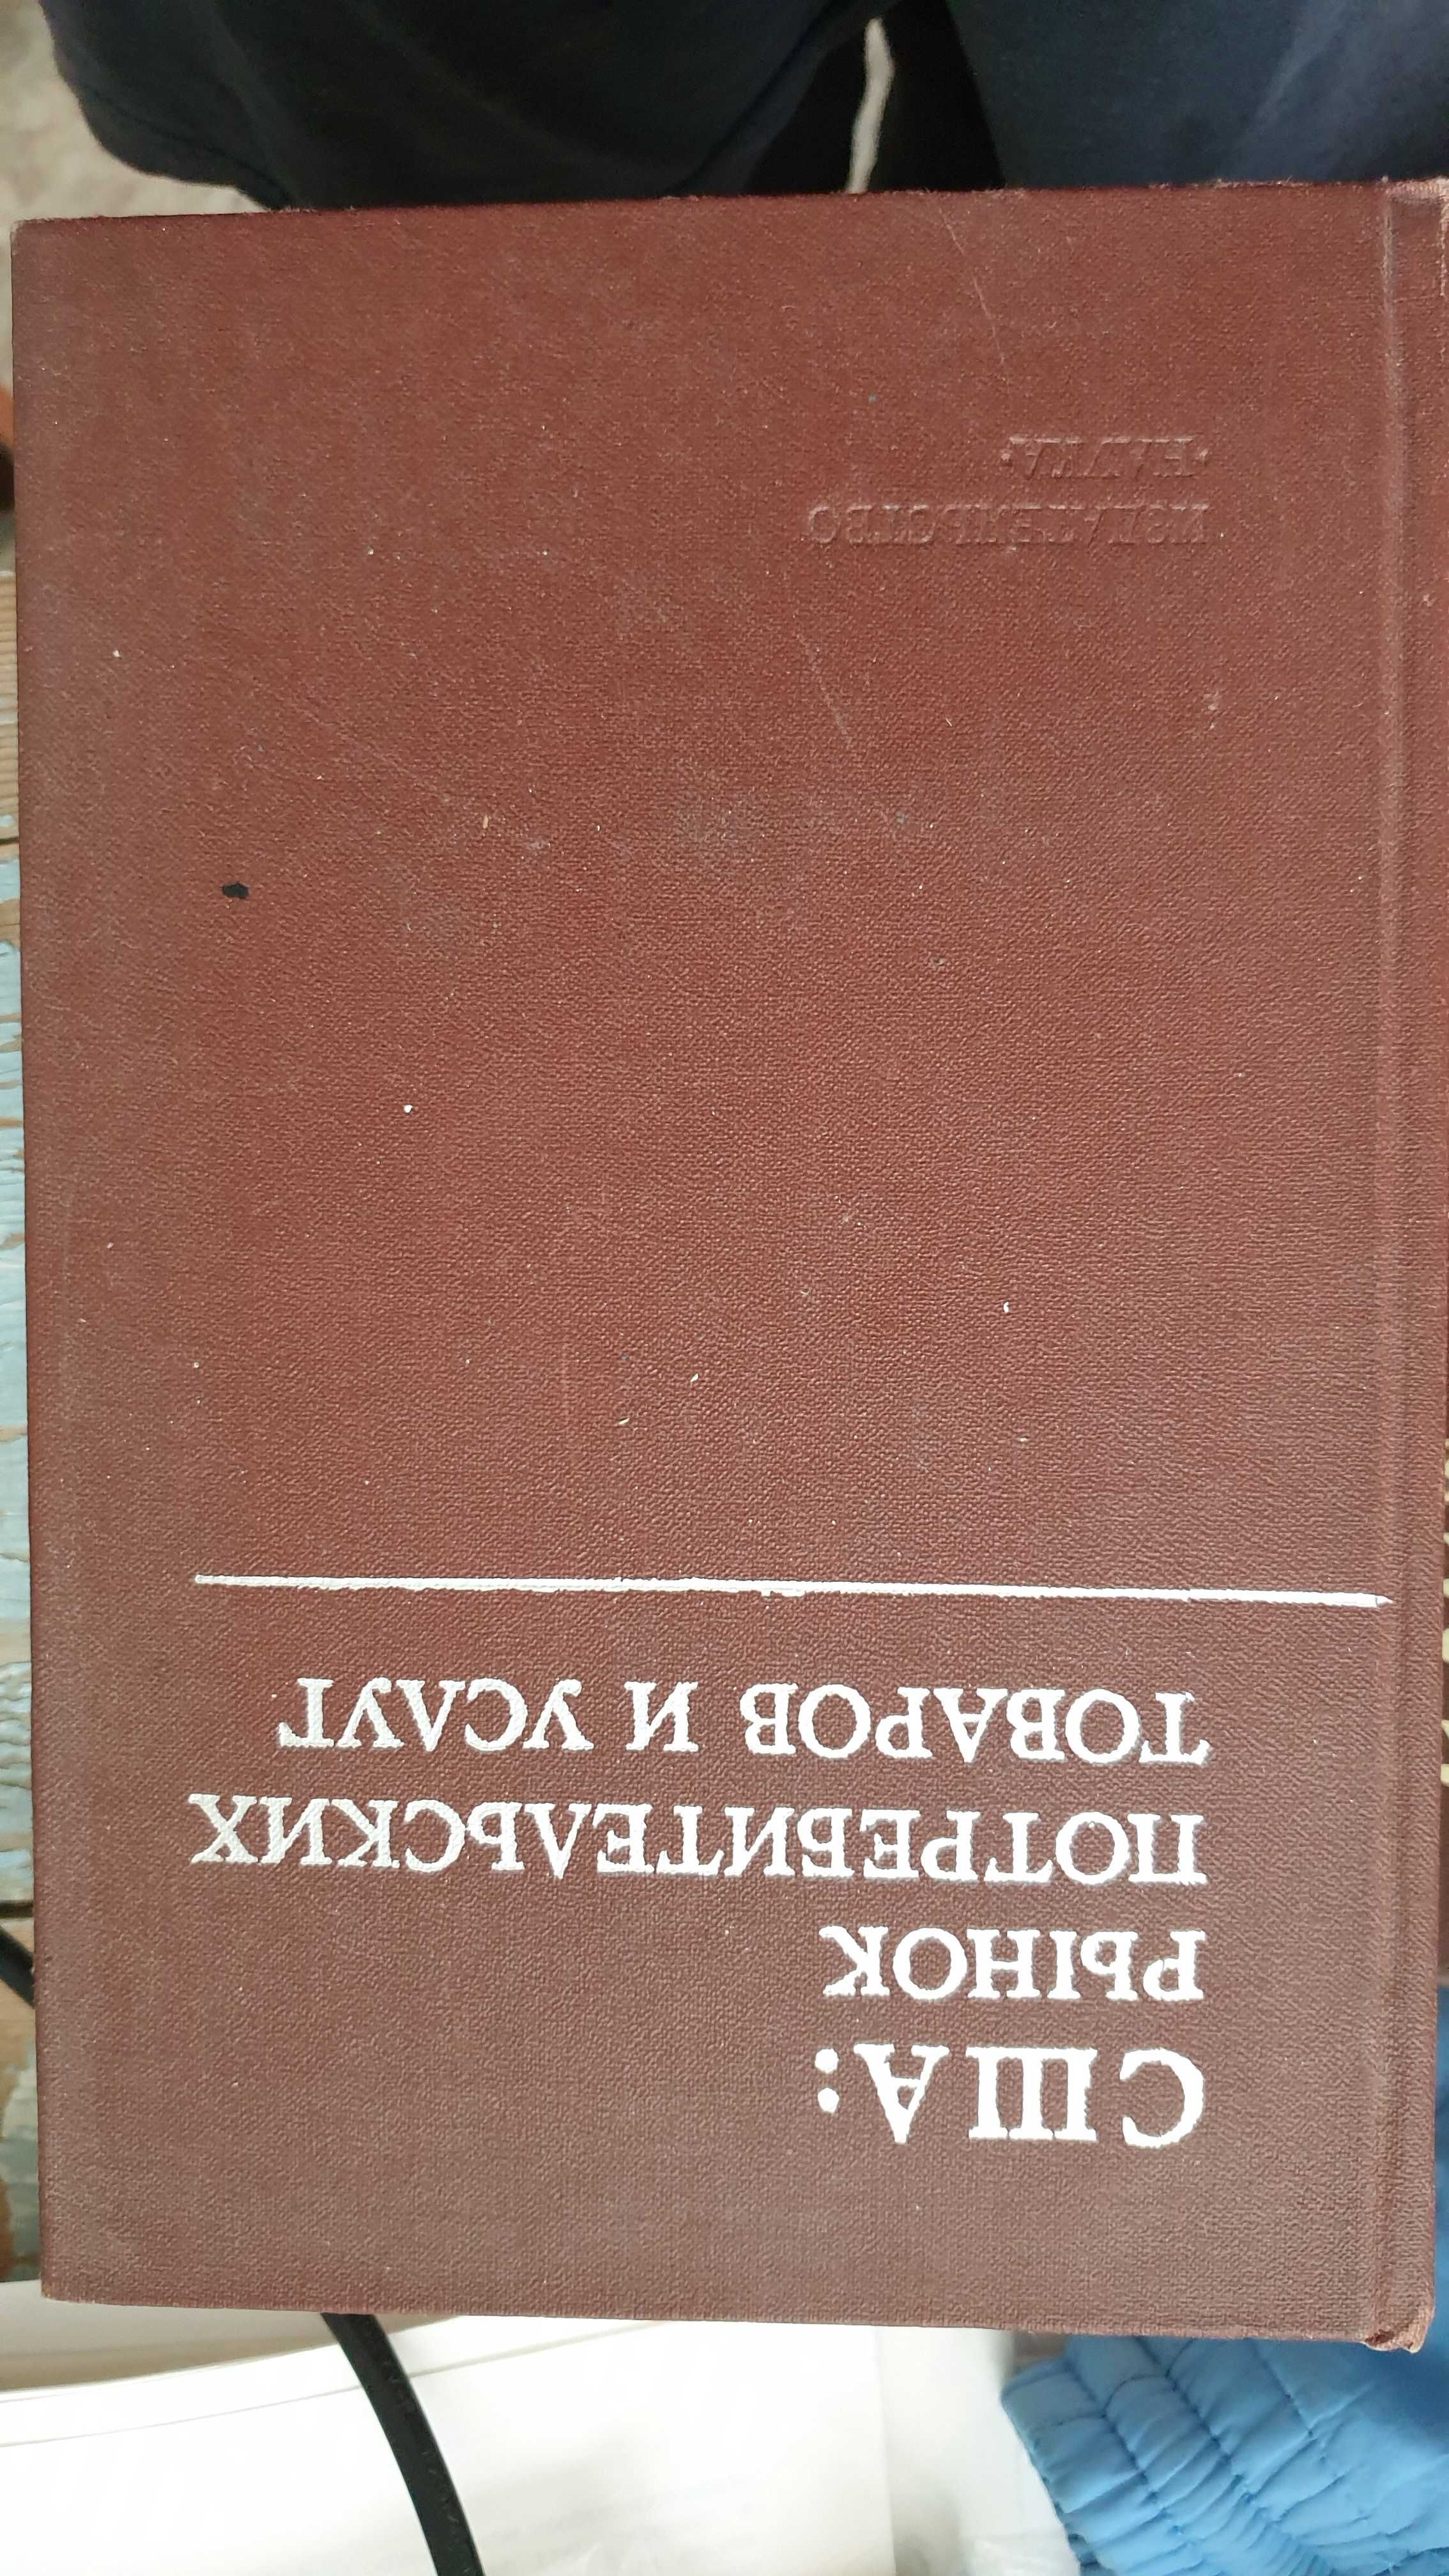 США:
РЫНОК
ПОТРЕБИТЕЛЬСКИХ
ТОВАРОВ И УСЛУГ
ИЗДАТЕЛЬСТВО
«НАУКА»